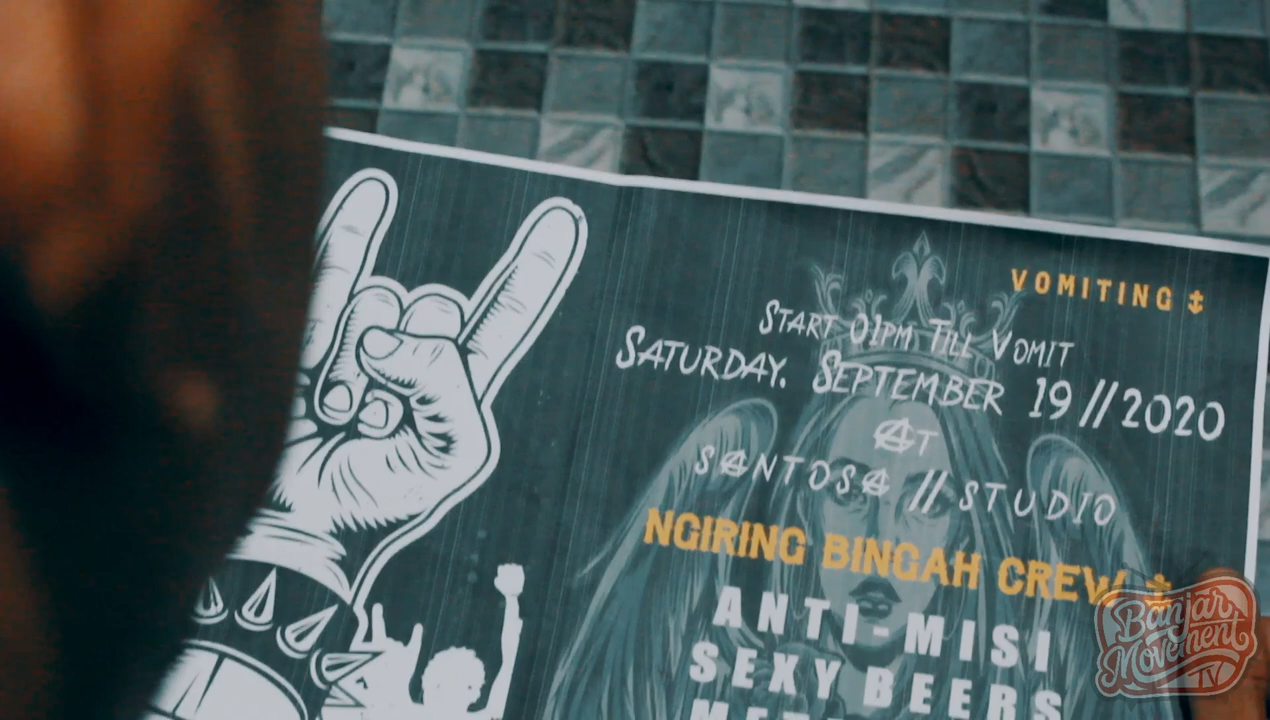 VOMITING
START 01PM TILL VOMIT
SATURDAY. SEPTEMBER 19 // 2020
AT
SANTOSA // STUDIO
NGIRING BINGAH CREW
ANTI-MISI
SEXY BEERS
Banjar
Movement
TV